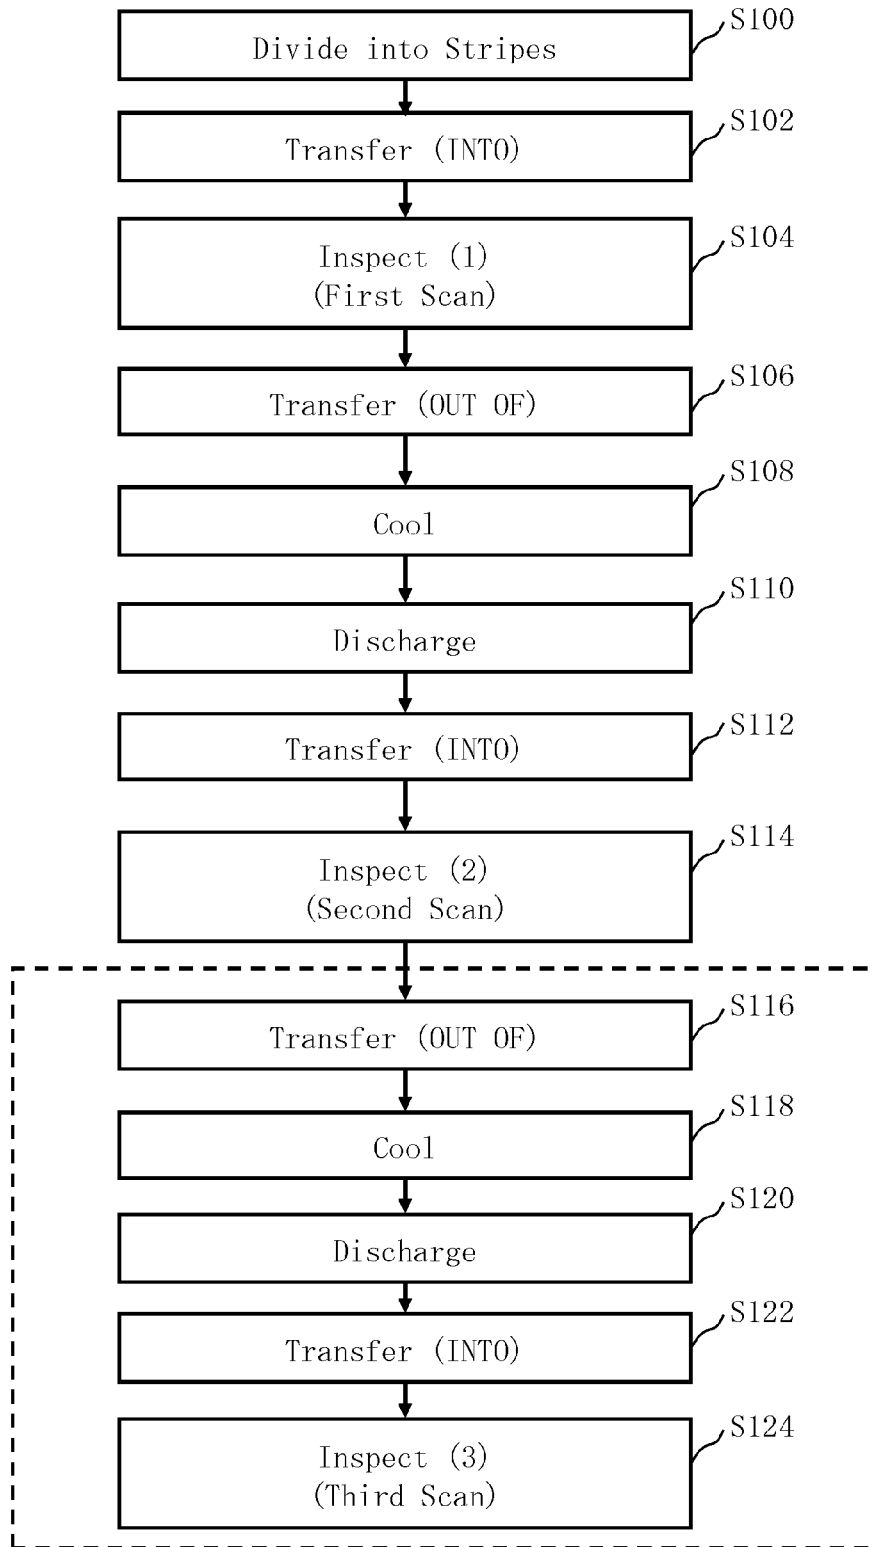 S100
Divide into Stripes
S102
Transfer (INTO)
S104
Inspect (1)
(First Scan)
S106
Transfer (OUT OF)
S108
Cool
S110
Discharge
S112
Transfer (INTO)
S114
Inspect (2)
(Second Scan)
S116
Transfer (OUT OF)
S118
Cool
S120
Discharge
S122
Transfer (INTO)
S124
Inspect (3)
(Third Scan)